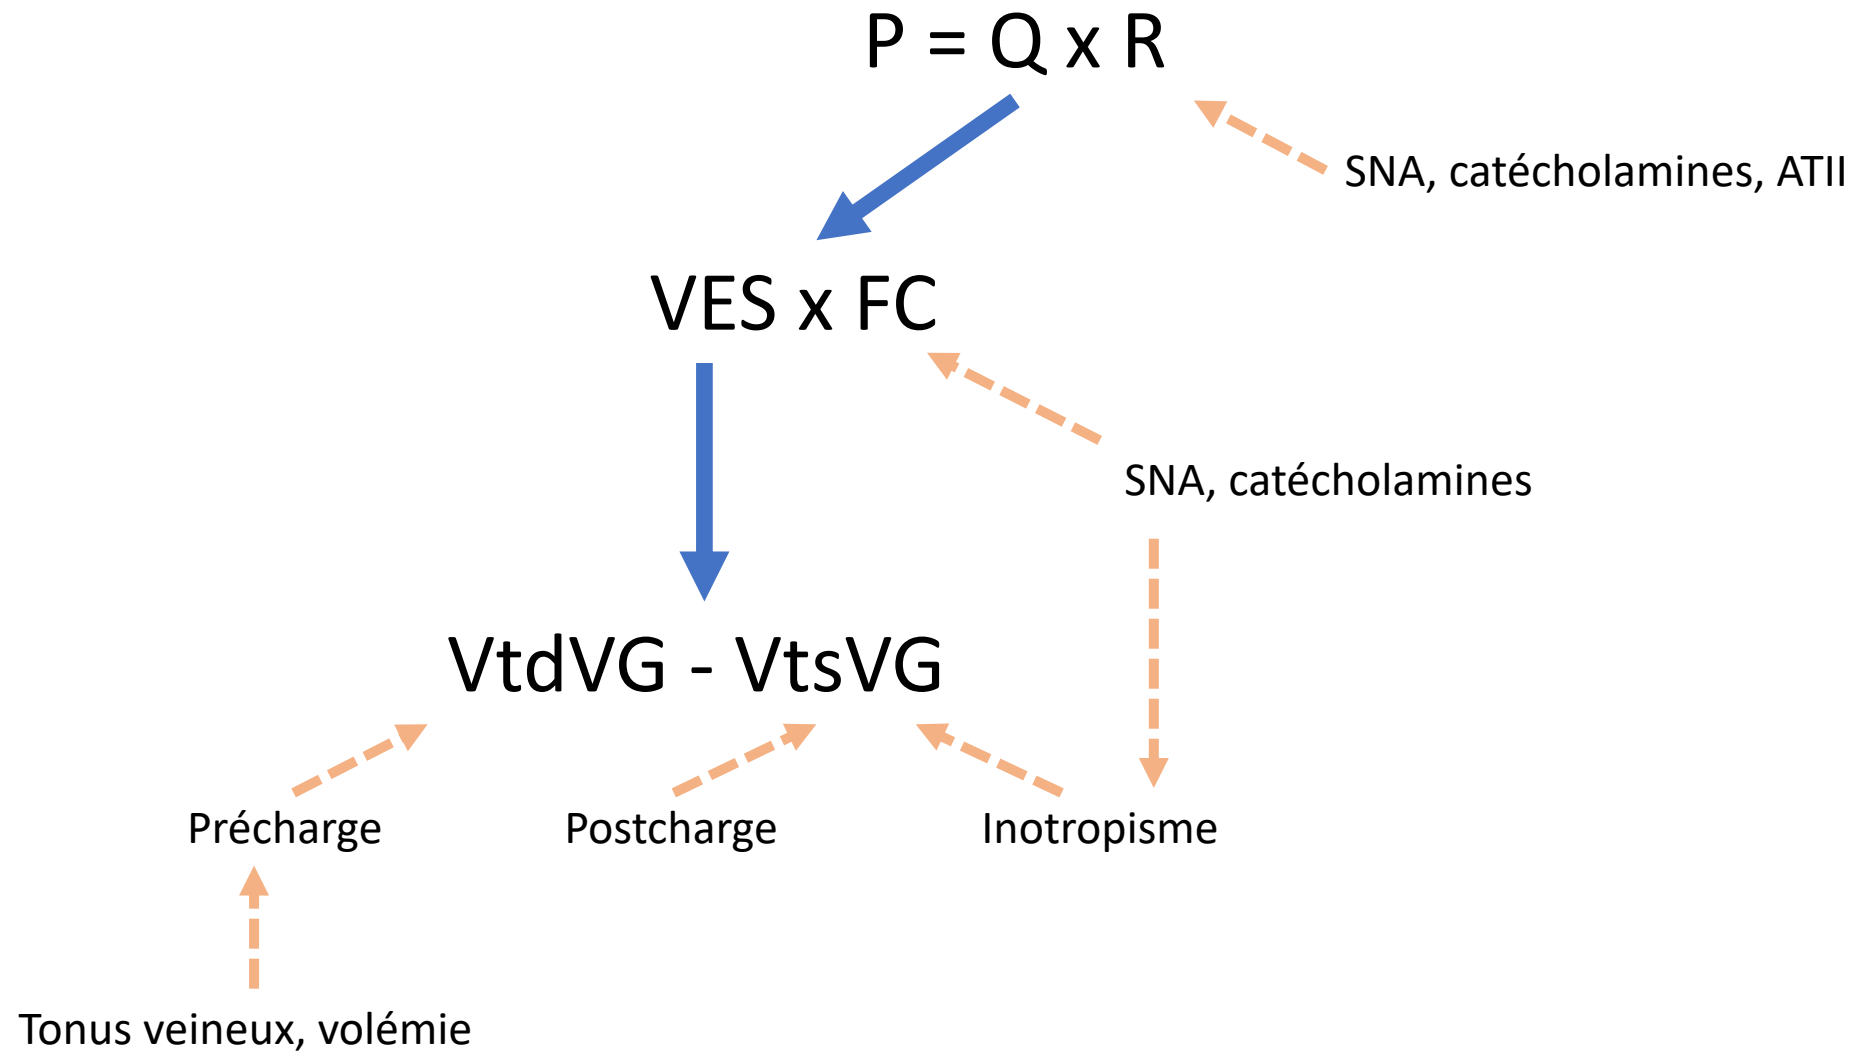 P = Q x R
SNA, catécholamines, ATII
VES x FC
SNA, catécholamines
VtdVG - VtsVG
Précharge
Postcharge
Inotropisme
Tonus veineux, volémie